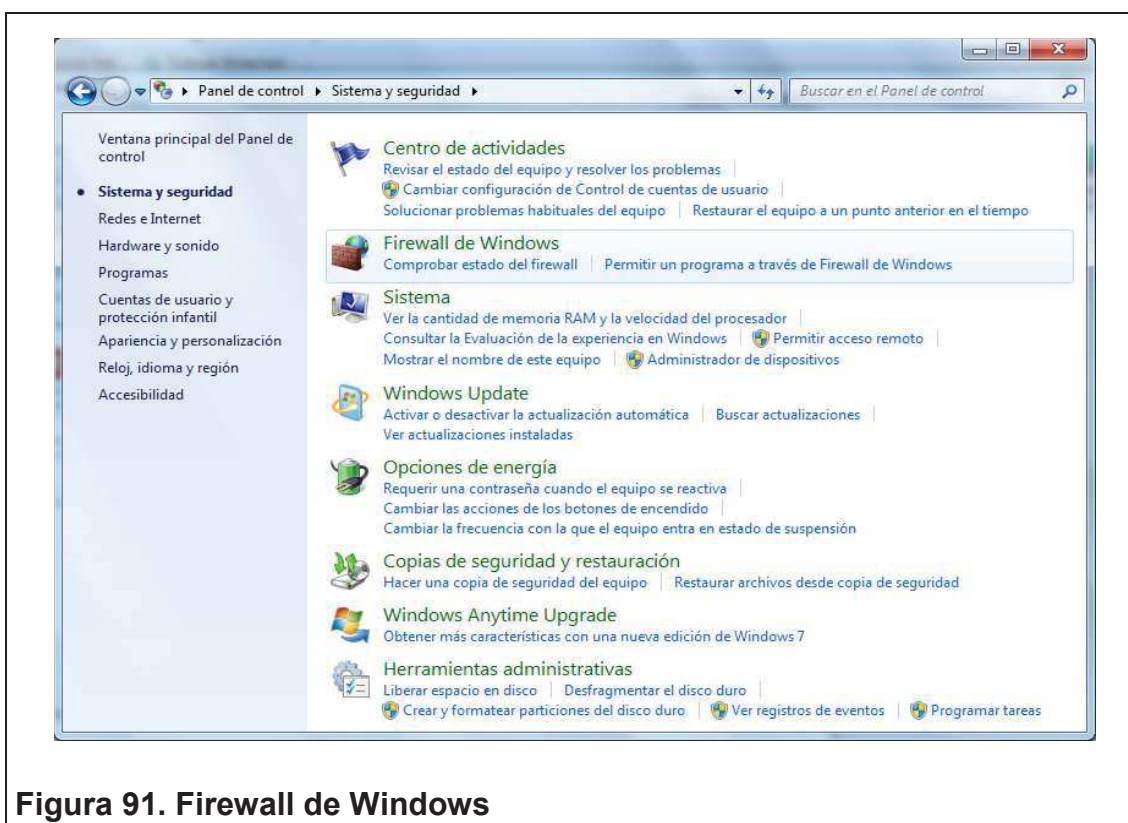 Panel de control Sistema y seguridad
Buscar en el Panel de control
Ventana principal del Panel de
control
Sistema y seguridad
Redes e Internet
Hardware y sonido
Programas
Cuentas de usuario y
protección infantil
Apariencia y personalización
Reloj, idioma y región
Accesibilidad
Centro de actividades
Revisar el estado del equipo y resolver los problemas
Cambiar configuración de Control de cuentas de usuario
Solucionar problemas habituales del equipo Restaurar el equipo a un punto anterior en el tiempo
Firewall de Windows
Comprobar estado del firewall Permitir un programa a través de Firewall de Windows
Sistema
Ver la cantidad de memoria RAM y la velocidad del procesador
Consultar la Evaluación de la experiencia en Windows Permitir acceso remoto
Mostrar el nombre de este equipo Administrador de dispositivos
Windows Update
Activar o desactivar la actualización automática Buscar actualizaciones
Ver actualizaciones instaladas
Opciones de energía
Requerir una contraseña cuando el equipo se reactiva
Cambiar las acciones de los botones de encendido
Cambiar la frecuencia con la que el equipo entra en estado de suspensión
Copias de seguridad y restauración
Hacer una copia de seguridad del equipo Restaurar archivos desde copia de seguridad
Windows Anytime Upgrade
Obtener más características con una nueva edición de Windows 7
Herramientas administrativas
Liberar espacio en disco Desfragmentar el disco duro
Crear y formatear particiones del disco duro Ver registros de eventos Programar tareas
Figura 91. Firewall de Windows